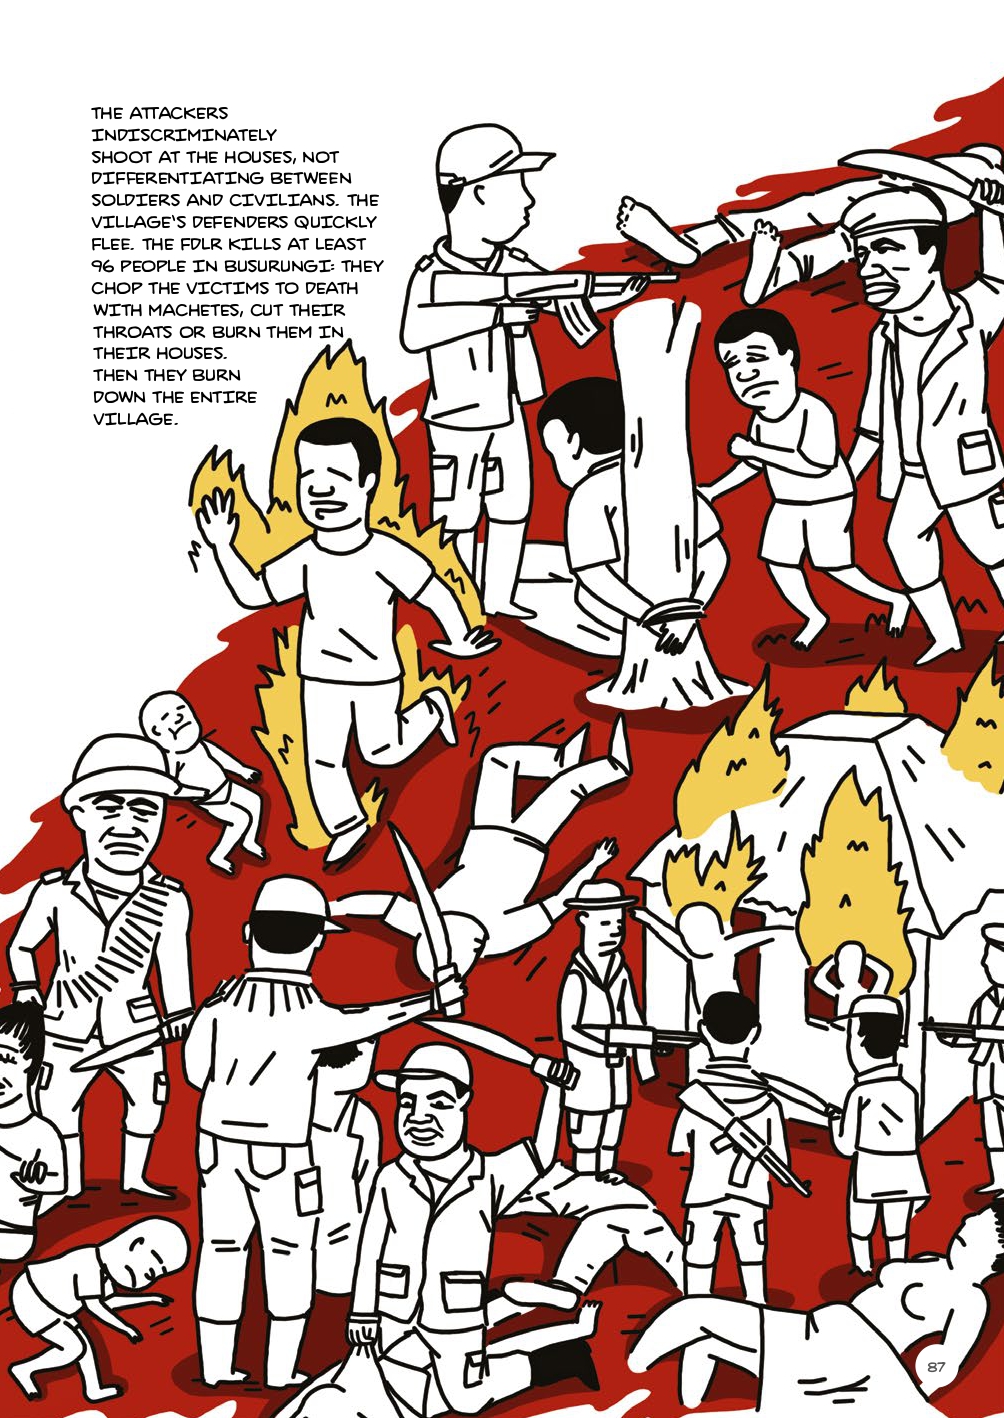 THE ATTACKERS
INDISCRIMINATELY
SHOOT AT THE HOUSES, NOT
DIFFERENTIATING BETWEEN
SOLDIERS AND CIVILIANS. THE
VILLAGE'S DEFENDERS QUICKLY
FLEE. THE FDLR KILLS AT LEAST
96 PEOPLE IN BUSURUNGI: THEY
CHOP THE VICTIMS TO DEATH
WITH MACHETES, CUT THEIR
THROATS OR BURN THEM IN
THEIR HOUSES.
THEN THEY BURN
DOWN THE ENTIRE
VILLAGE.
87